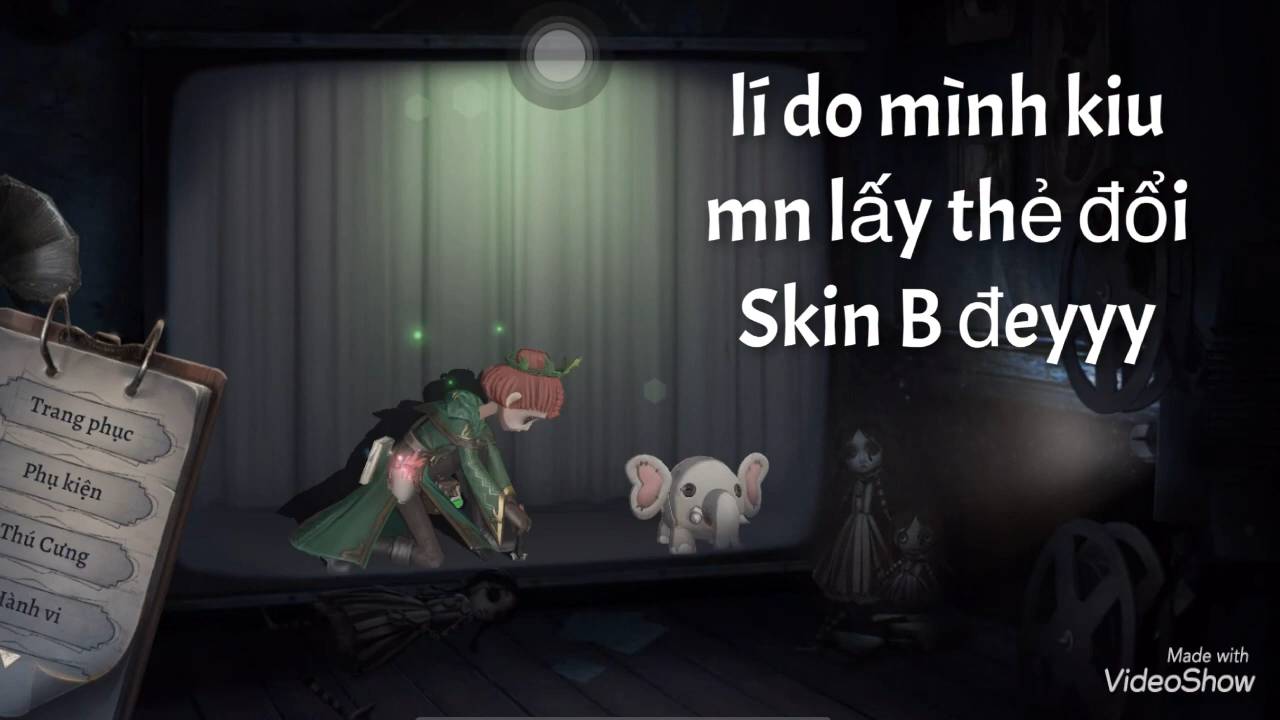 lí do mình kiu
mn lấy thẻ đổi
Skin B đeyyy
Trang phục
Phụ kiện
Thú Cưng
Hành vi
Made with
VideoShow